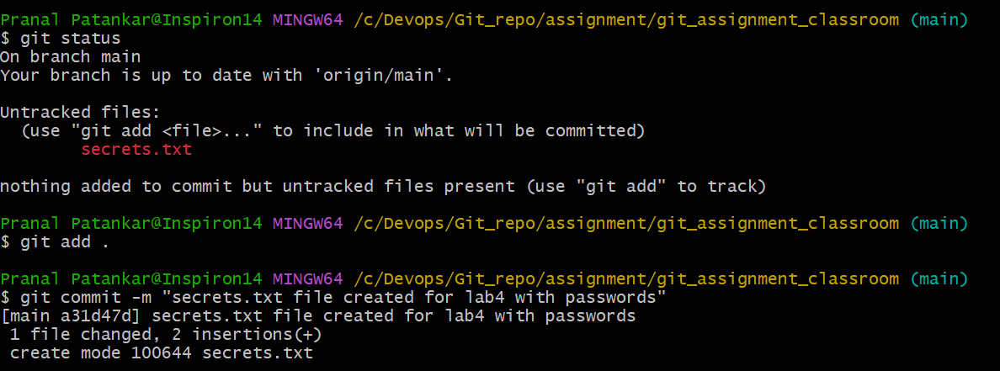 Pranal Patankar@Inspiron14 MINGW64 /c/Devops/Git_repo/assignment/git_assignment_classroom (main)
$ git status
On branch main
Your branch is up to date with 'origin/main'.
Untracked files:
  (use "git add <file>..." to include in what will be committed)
        secrets.txt
nothing added to commit but untracked files present (use "git add" to track)
Pranal Patankar@Inspiron14 MINGW64 /c/Devops/Git_repo/assignment/git_assignment_classroom (main)
$ git add .
Pranal Patankar@Inspiron14 MINGW64 /c/Devops/Git_repo/assignment/git_assignment_classroom (main)
$ git commit -m "secrets.txt file created for lab4 with passwords"
[main a31d47d] secrets.txt file created for lab4 with passwords
 1 file changed, 2 insertions(+)
 create mode 100644 secrets.txt